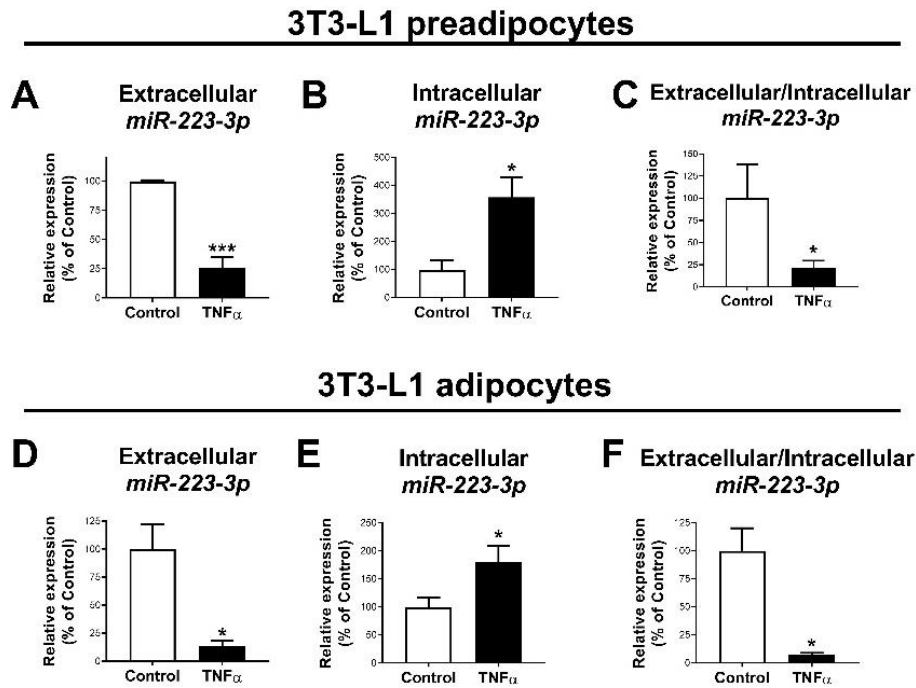 3T3-L1 preadipocytes
A
Extracellular
miR-223-3p
Relative expression
(% of Control)
100
75
50
25
0
***
Control
TNFα
B
Intracellular
miR-223-3p
Relative expression
(% of Control)
500
400
300
200
100
0
*
Control
TNFα
C
Extracellular/Intracellular
miR-223-3p
Relative expression
(% of Control)
150
125
100
75
50
25
0
*
Control
TNFα
3T3-L1 adipocytes
D
Extracellular
miR-223-3p
Relative expression
(% of Control)
125
100
75
50
25
0
*
Control
TNFα
E
Intracellular
miR-223-3p
Relative expression
(% of Control)
250
200
150
100
50
0
*
Control
TNFα
F
Extracellular/Intracellular
miR-223-3p
Relative expression
(% of Control)
125
100
75
50
25
0
*
Control
TNFα